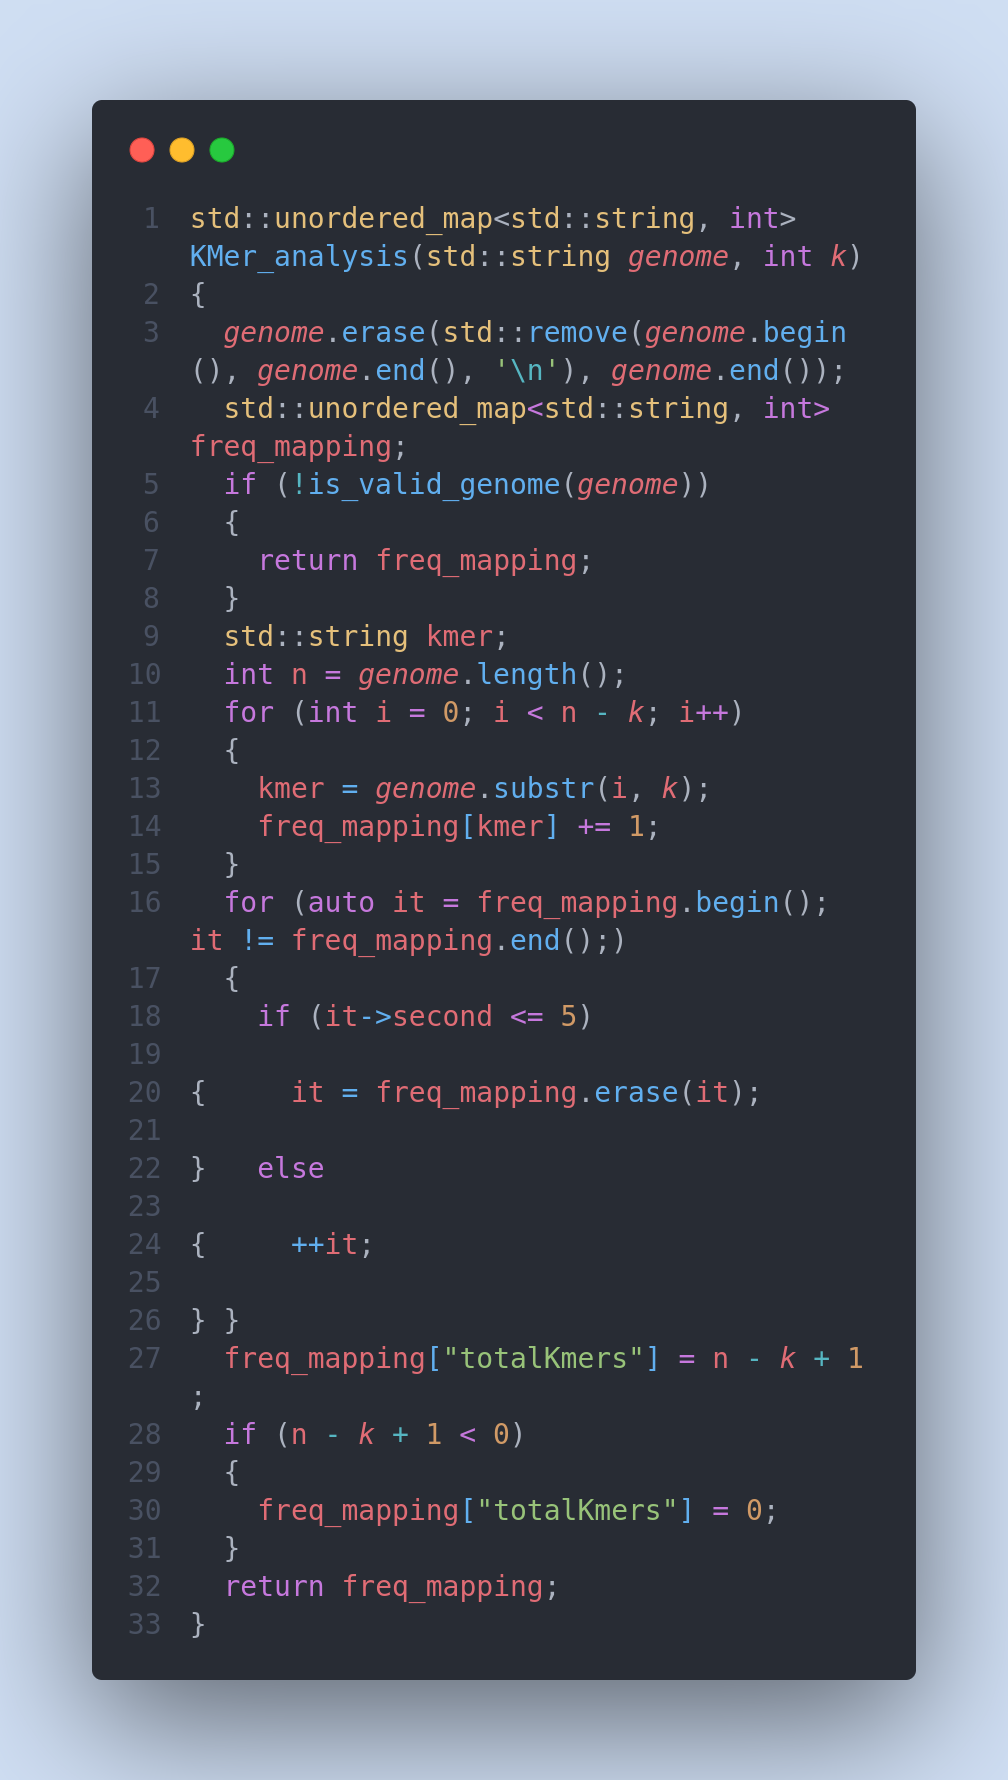 1 std::unordered_map<std::string, int>
KMer_analysis(std::string genome, int k)
2 {
3   genome.erase(std::remove(genome.begin
(), genome.end(), '\n'), genome.end());
4   std::unordered_map<std::string, int>
freq_mapping;
5   if (!is_valid_genome(genome))
6   {
7     return freq_mapping;
8   }
9   std::string kmer;
10   int n = genome.length();
11   for (int i = 0; i < n - k; i++)
12   {
13     kmer = genome.substr(i, k);
14     freq_mapping[kmer] += 1;
15   }
16   for (auto it = freq_mapping.begin();
it != freq_mapping.end();)
17   {
18     if (it->second <= 5)
19
20 {     it = freq_mapping.erase(it);
21
22 }   else
23
24 {     ++it;
25
26 } }
27   freq_mapping["totalKmers"] = n - k + 1
;
28   if (n - k + 1 < 0)
29   {
30     freq_mapping["totalKmers"] = 0;
31   }
32   return freq_mapping;
33 }